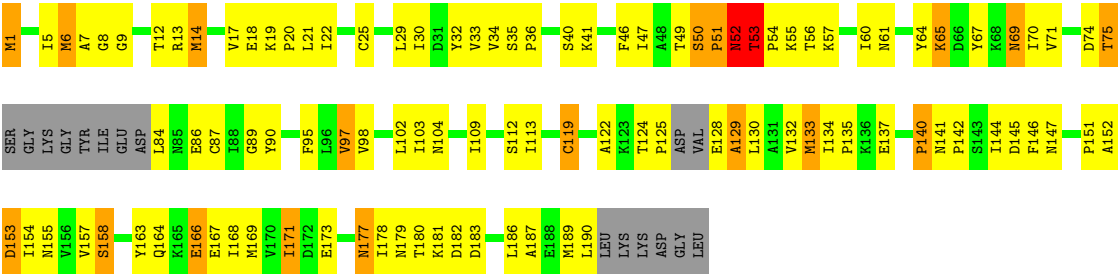 M1 I5 M6 A7 G8 G9 T12 R13 M14 V17 E18 K19 P20 L21 I22 C25 L29 I30 D31 Y32 V33 V34 S35 P36 S40 K41 F46 I47 A48 T49 S50 P51 N52 T53 P54 K55 T56 K57 I60 N61 Y64 K65 D66 Y67 K68 N69 I70 V71 D74 T75
SER GLY LYS GLY TYR ILE GLU ASP L84 N85 E86 C87 I88 G89 Y90 F95 L96 V97 V98 L102 I103 N104 I109 S112 I113 C119 A122 K123 T124 P125 ASP VAL E128 A129 L130 A131 V132 M133 I134 P135 K136 E137 P140 N141 P142 S143 I144 D145 F146 N147 P151 A152
D153 I154 N155 V156 V157 S158 Y163 Q164 K165 E166 E167 I168 M169 V170 I171 D172 E173 N177 I178 N179 T180 K181 D182 D183 L186 A187 E188 M189 L190 LEU LYS LYS ASP GLY LEU